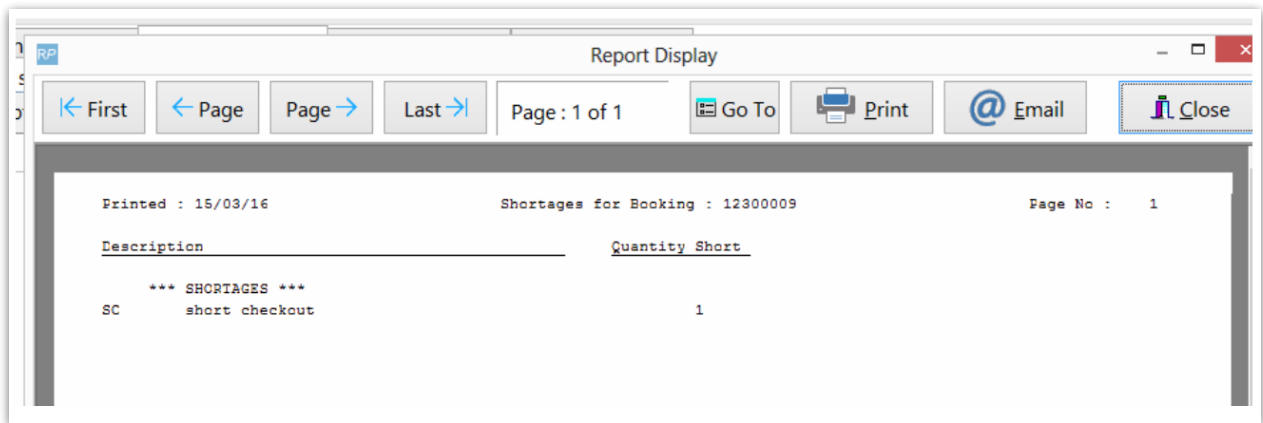 RP Report Display
First Page Page Last Page : 1 of 1 Go To Print Email Close
Printed : 15/03/16 Shortages for Booking : 12300009 Page No : 1
Description Quantity Short
*** SHORTAGES ***
SC short checkout 1